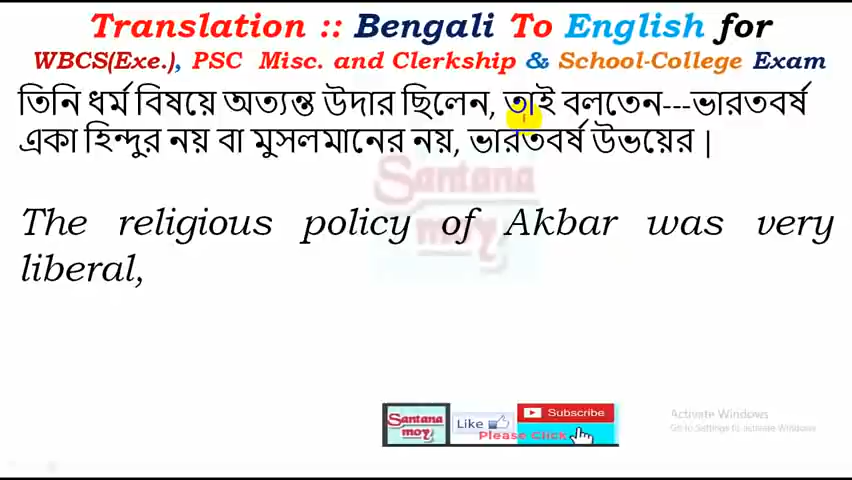 Translation :: Bengali To English for
WBCS(Exe.), PSC Misc. and Clerkship & School-College Exam
তিনি ধর্ম বিষয়ে অত্যন্ত উদার ছিলেন, তাই বলতেন---ভারতবর্ষ
একা হিন্দুর নয় বা মুসলমানের নয়, ভারতবর্ষ উভয়ের |
Santana
moy
The religious policy of Akbar was very
liberal,
Santana
moy
Like
Subscribe
Please Click
Activate Windows
Go to Settings to activate Windows.